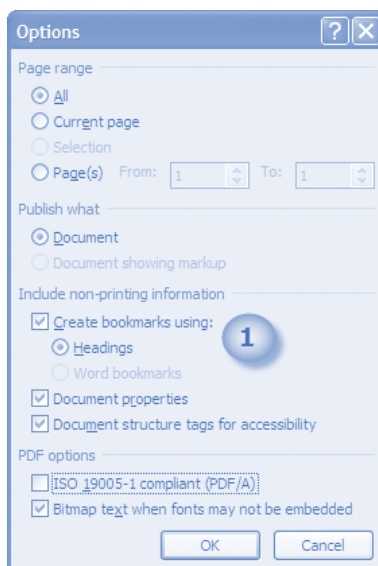 Options
Page range
All
Current page
Selection
Page(s) From: 1 To: 1
Publish what
Document
Document showing markup
Include non-printing information
Create bookmarks using:
1
Headings
Word bookmarks
Document properties
Document structure tags for accessibility
PDF options
ISO 19005-1 compliant (PDF/A)
Bitmap text when fonts may not be embedded
OK Cancel